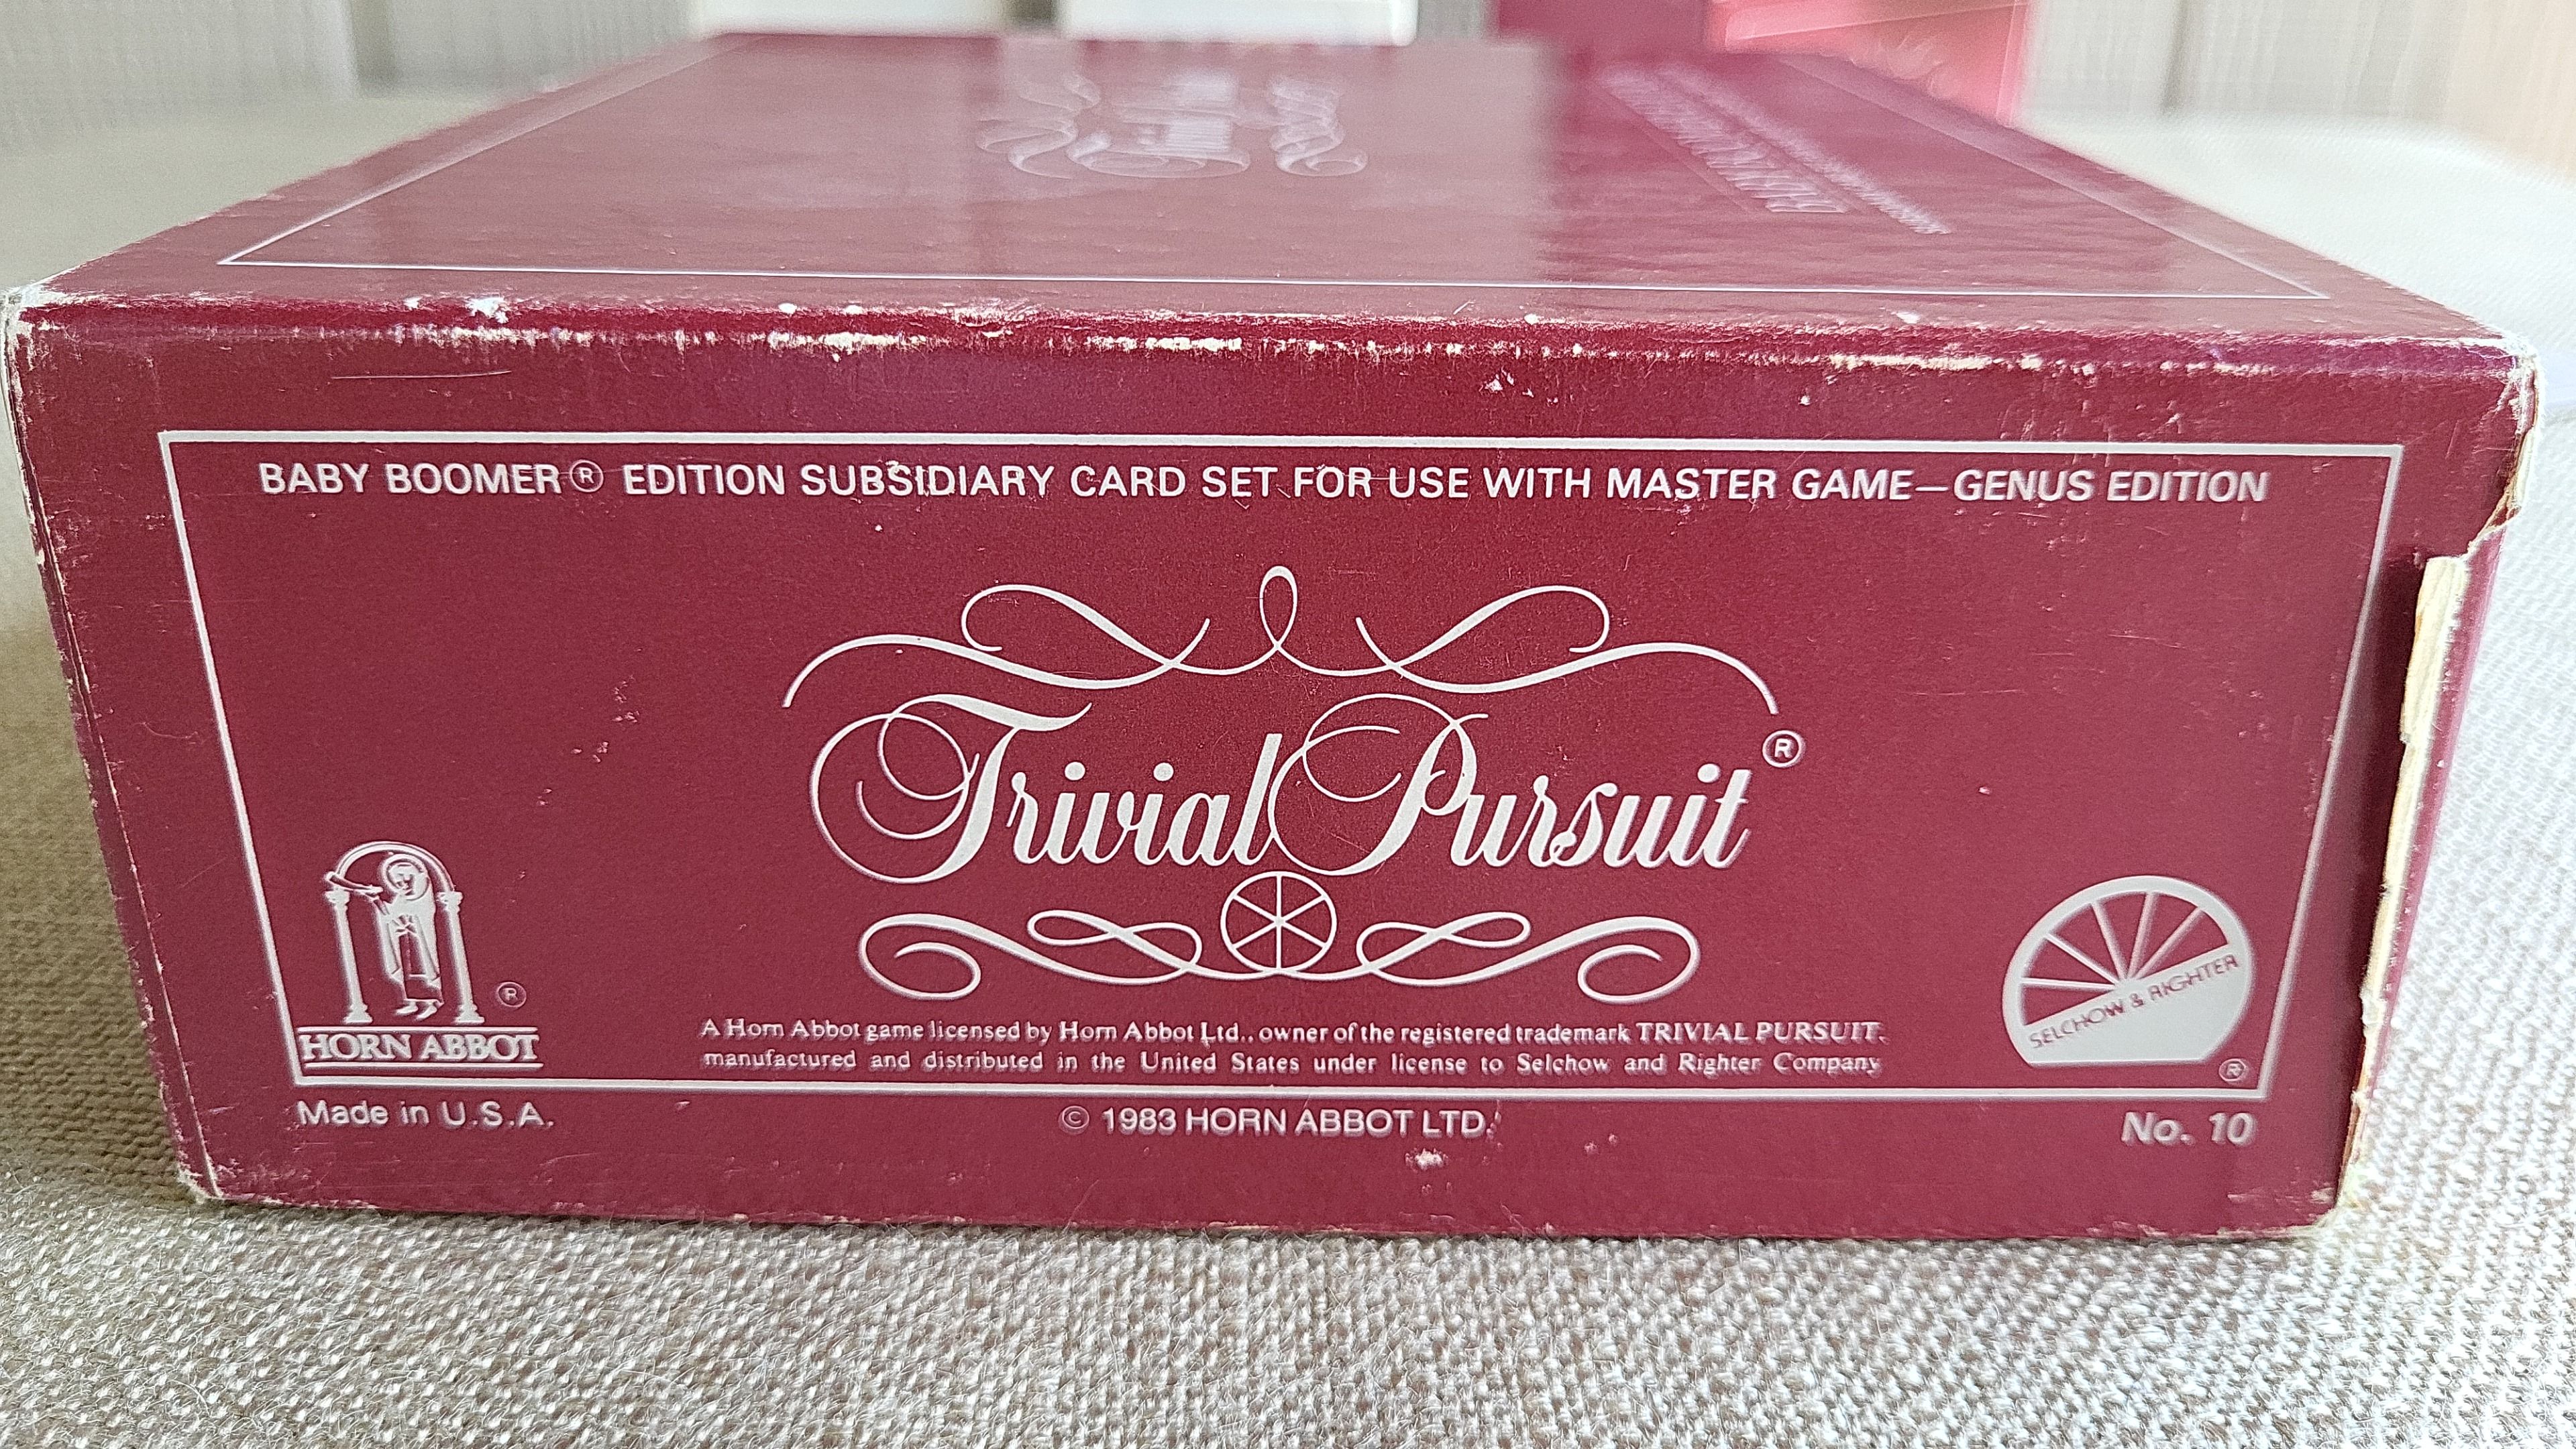 BABY BOOMER® EDITION SUBSIDIARY CARD SET FOR USE WITH MASTER GAME—GENUS EDITION
Trivial Pursuit®
HORN ABBOT®
A Horn Abbot game licensed by Horn Abbot Ltd., owner of the registered trademark TRIVIAL PURSUIT.
manufactured and distributed in the United States under license to Selchow and Righter Company
SELCHOW & RIGHTER®
Made in U.S.A.
© 1983 HORN ABBOT LTD.
No. 10